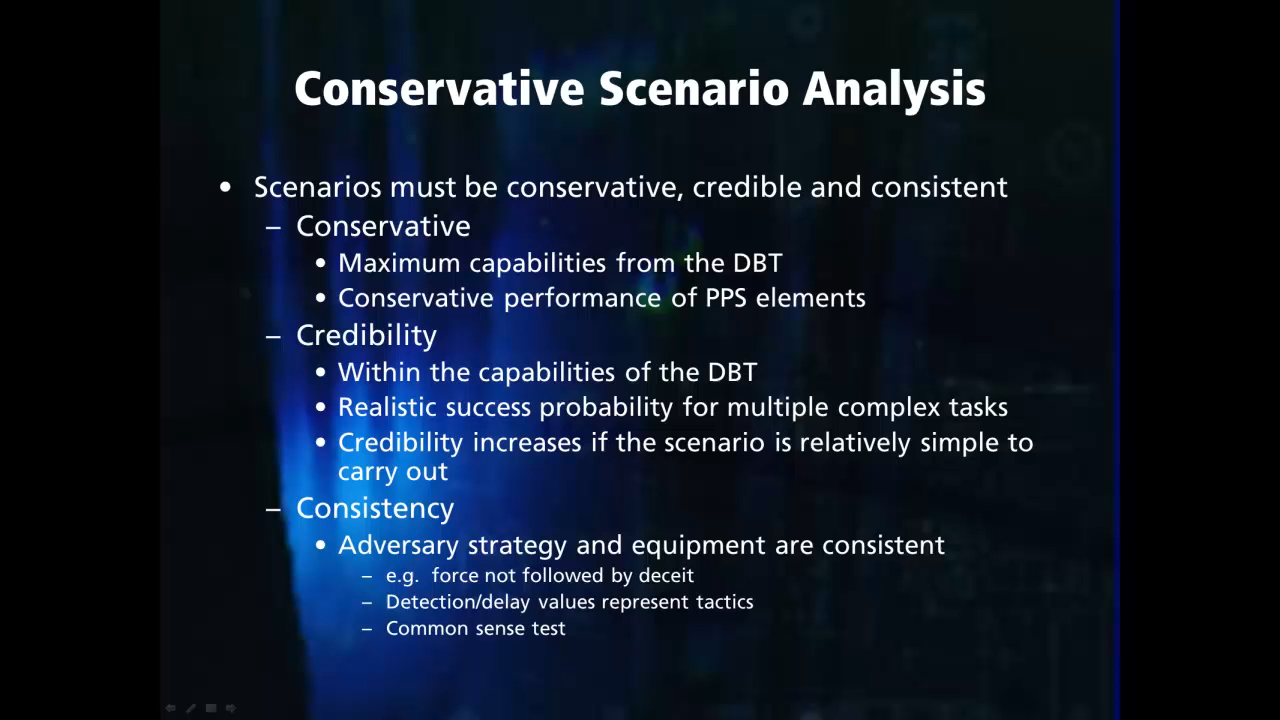 Conservative Scenario Analysis
• Scenarios must be conservative, credible and consistent
– Conservative
• Maximum capabilities from the DBT
• Conservative performance of PPS elements
– Credibility
• Within the capabilities of the DBT
• Realistic success probability for multiple complex tasks
• Credibility increases if the scenario is relatively simple to
carry out
– Consistency
• Adversary strategy and equipment are consistent
– e.g. force not followed by deceit
– Detection/delay values represent tactics
– Common sense test